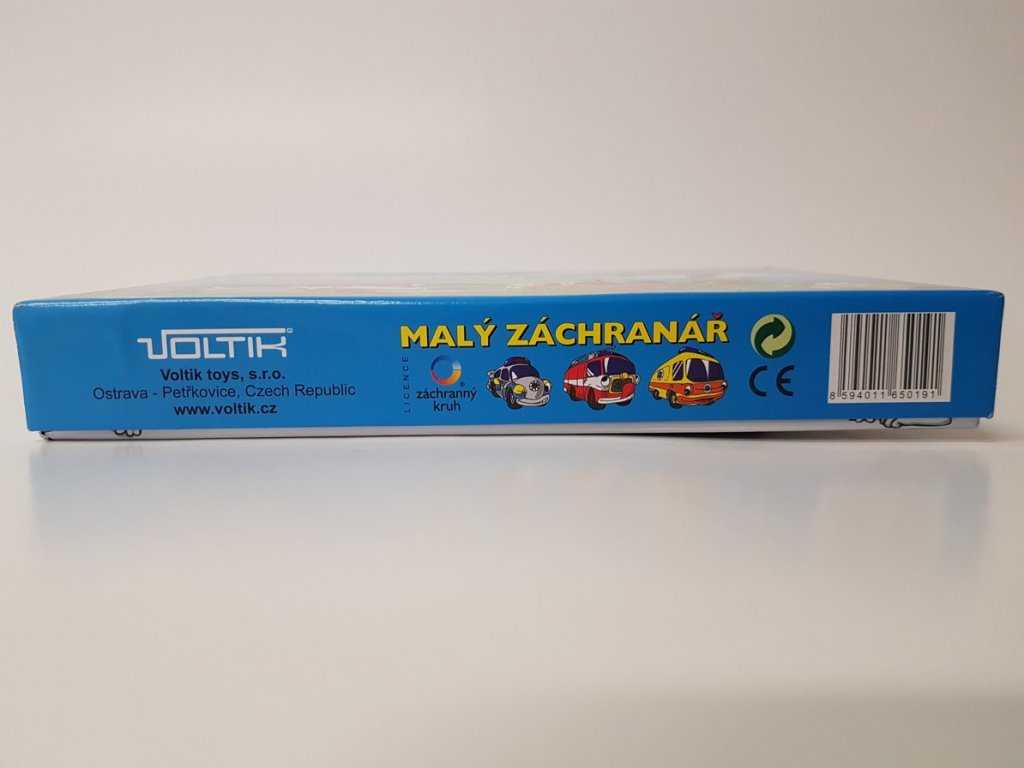 VOLTIK®
Voltik toys, s.r.o.
Ostrava - Petřkovice, Czech Republic
www.voltik.cz
MALÝ ZÁCHRANÁŘ
LICENCE
záchranný
kruh
®
CE
8 594011 650191